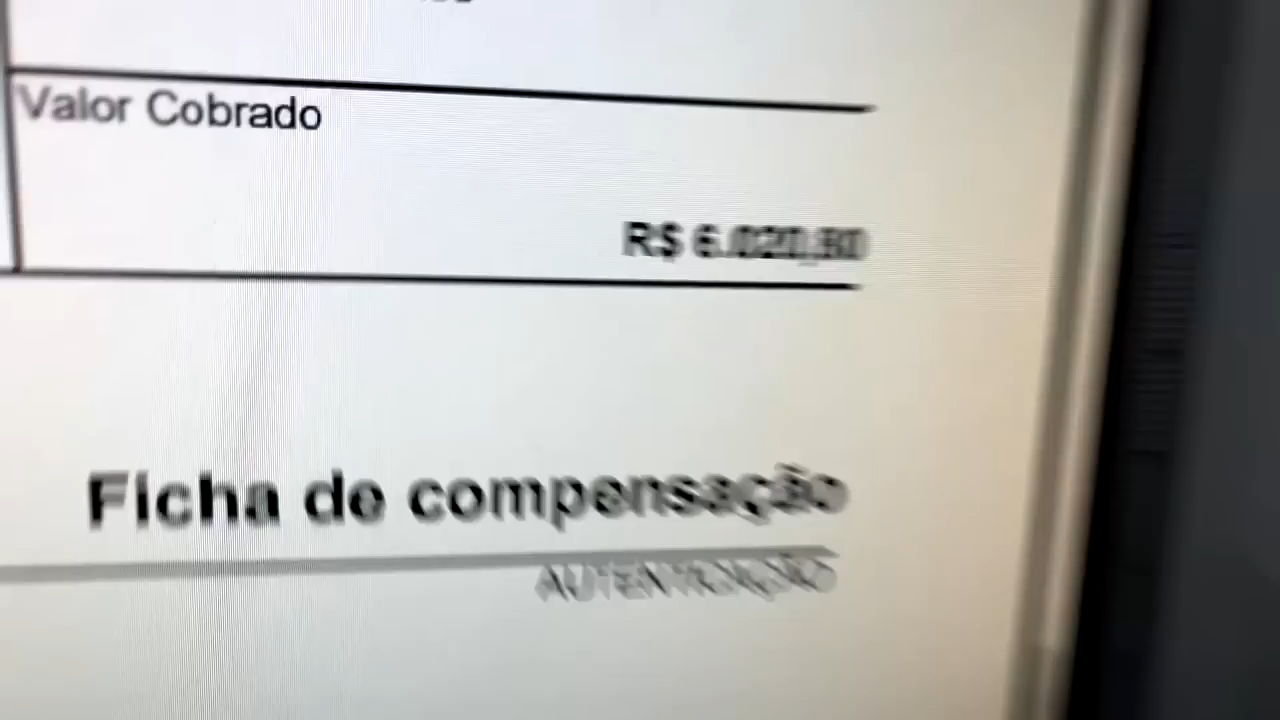 Valor Cobrado
R$ 6.020,80
Ficha de compensação
AUTENTICAÇÃO